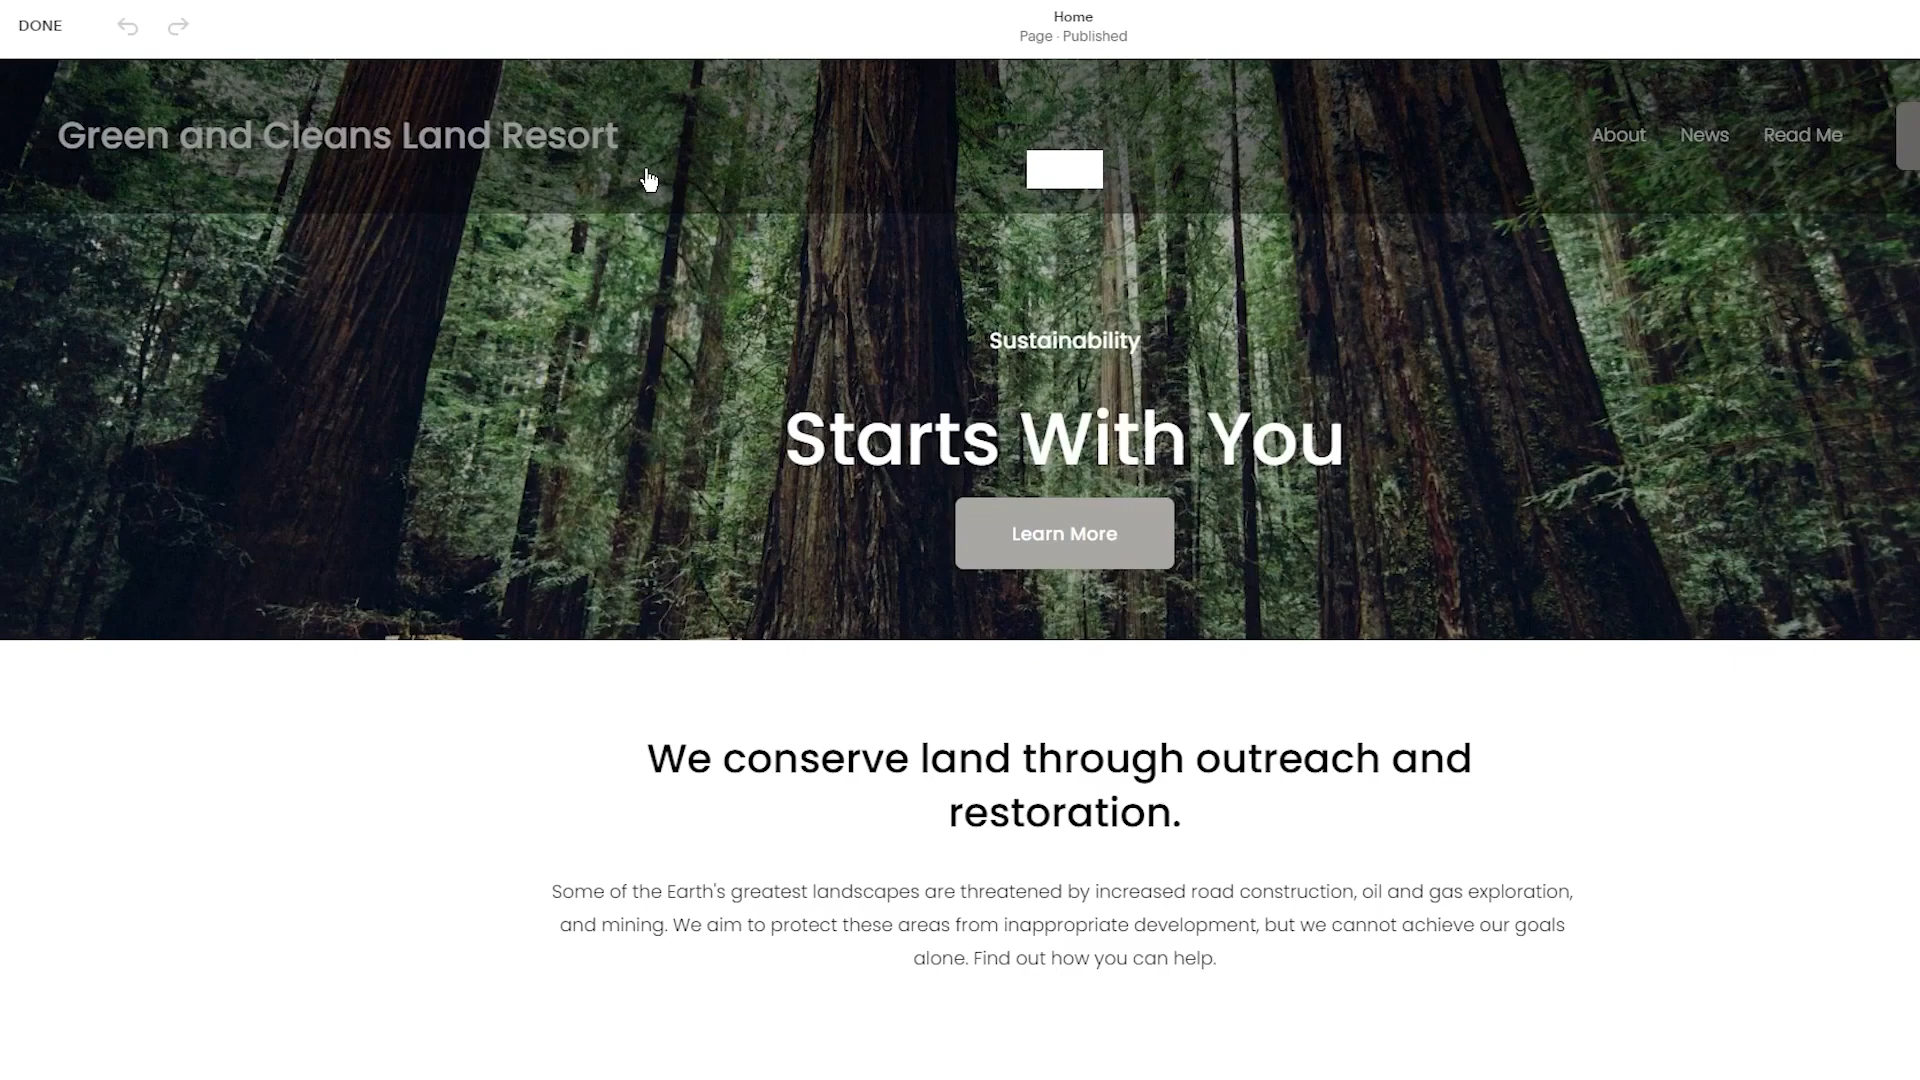 DONE
Home
Page · Published
Green and Cleans Land Resort
About News Read Me
Sustainability
Starts With You
Learn More
We conserve land through outreach and
restoration.
Some of the Earth's greatest landscapes are threatened by increased road construction, oil and gas exploration,
and mining. We aim to protect these areas from inappropriate development, but we cannot achieve our goals
alone. Find out how you can help.